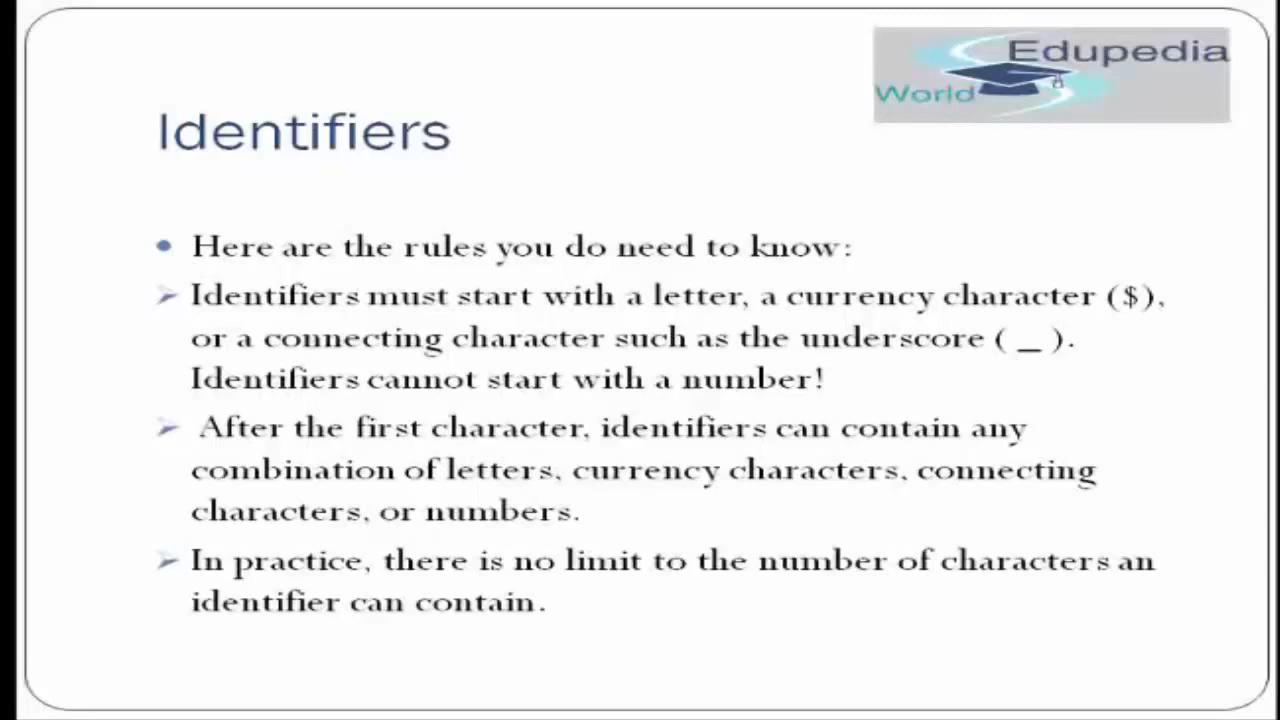 Edupedia
World
Identifiers
• Here are the rules you do need to know:
➢ Identifiers must start with a letter, a currency character ($),
or a connecting character such as the underscore ( _ ).
Identifiers cannot start with a number!
➢ After the first character, identifiers can contain any
combination of letters, currency characters, connecting
characters, or numbers.
➢ In practice, there is no limit to the number of characters an
identifier can contain.